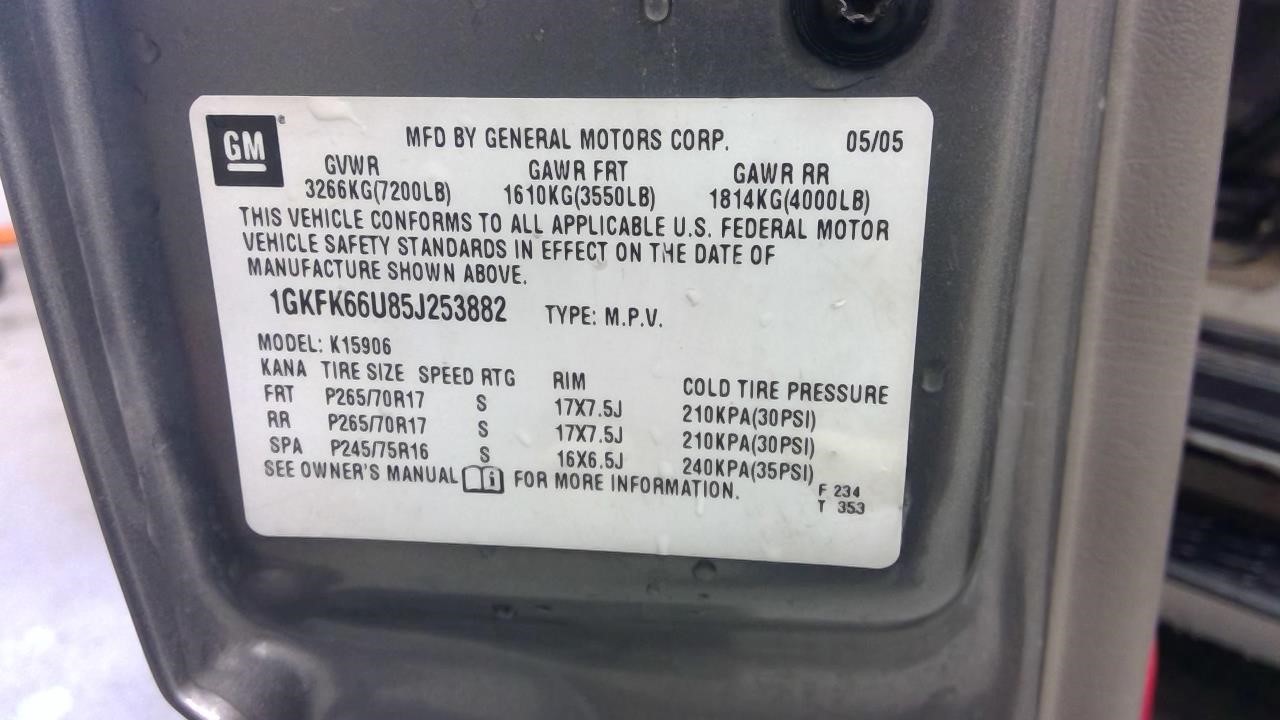 GM
MFD BY GENERAL MOTORS CORP. 05/05
GVWR GAWR FRT GAWR RR
3266KG(7200LB) 1610KG(3550LB) 1814KG(4000LB)
THIS VEHICLE CONFORMS TO ALL APPLICABLE U.S. FEDERAL MOTOR
VEHICLE SAFETY STANDARDS IN EFFECT ON THE DATE OF
MANUFACTURE SHOWN ABOVE.
1GKFK66U85J253882 TYPE: M.P.V.
MODEL: K15906
KANA TIRE SIZE SPEED RTG RIM COLD TIRE PRESSURE
FRT P265/70R17 S 17X7.5J 210KPA(30PSI)
RR P265/70R17 S 17X7.5J 210KPA(30PSI)
SPA P245/75R16 S 16X6.5J 240KPA(35PSI)
SEE OWNER'S MANUAL i FOR MORE INFORMATION.
F 234
T 353